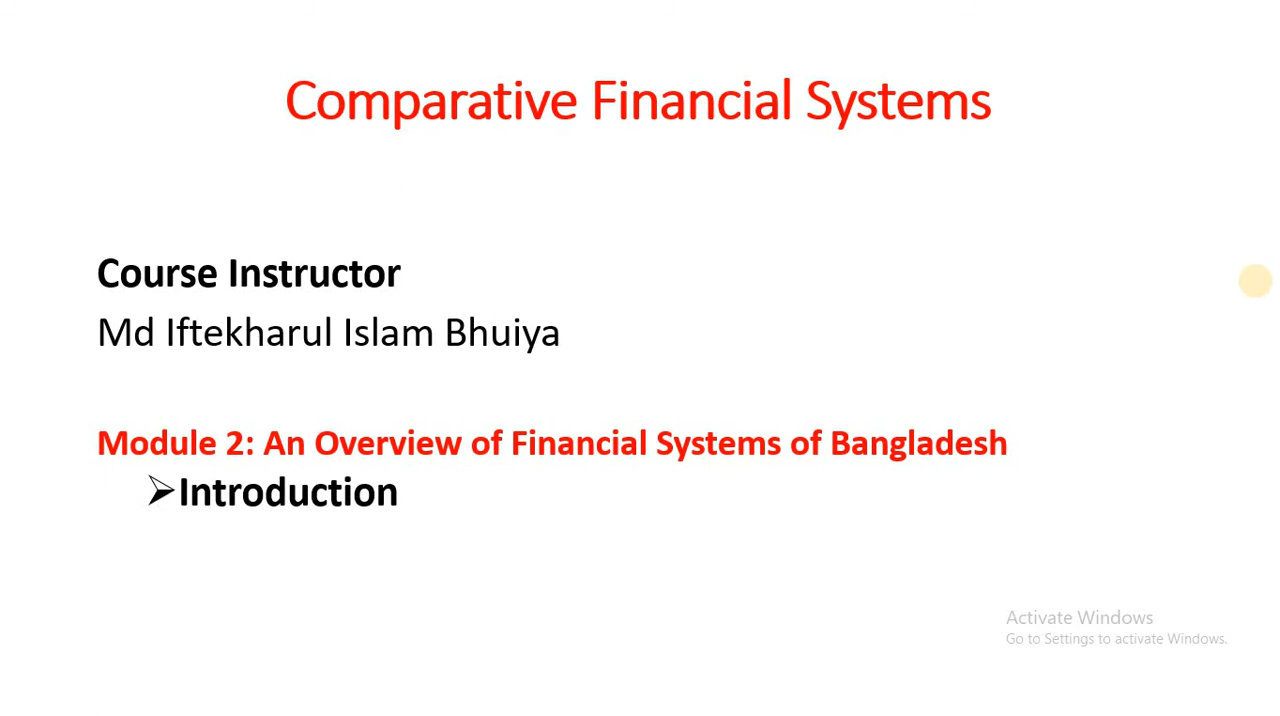 Comparative Financial Systems
Course Instructor
Md Iftekharul Islam Bhuiya
Module 2: An Overview of Financial Systems of Bangladesh
➢Introduction
Activate Windows
Go to Settings to activate Windows.